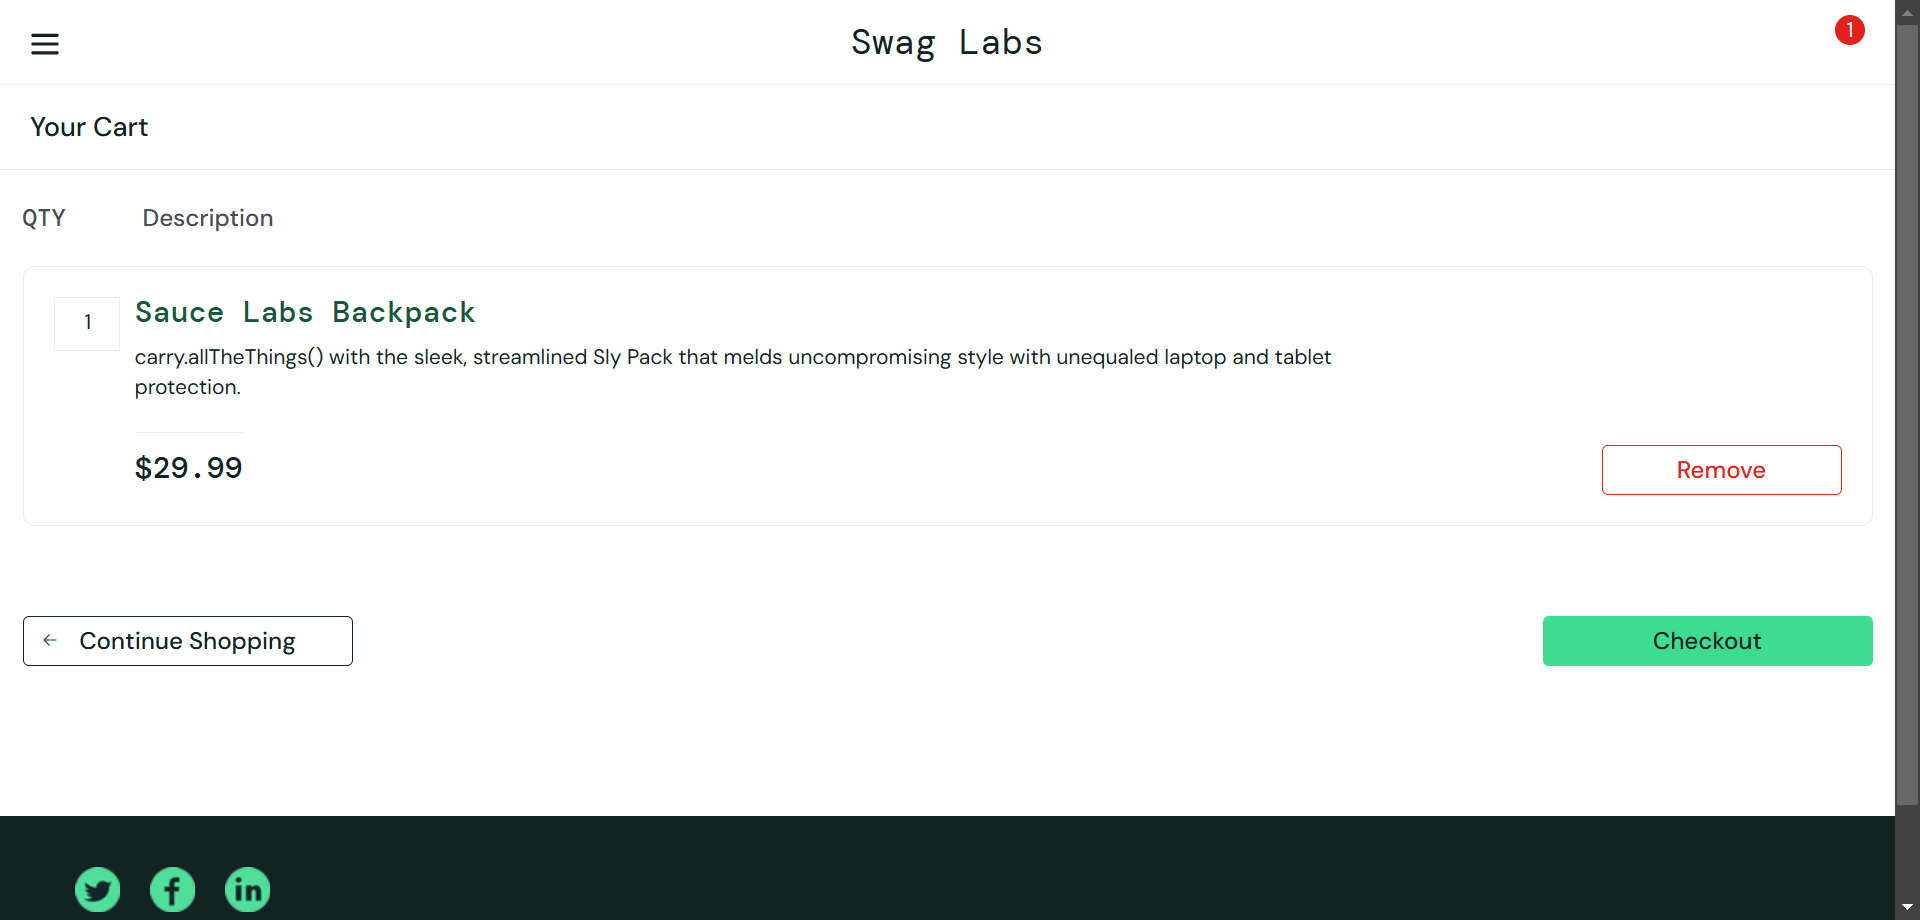 Swag Labs
1
Your Cart
QTY
Description
1
Sauce Labs Backpack
carry.allTheThings() with the sleek, streamlined Sly Pack that melds uncompromising style with unequaled laptop and tablet
protection.
$29.99
Remove
Continue Shopping
Checkout